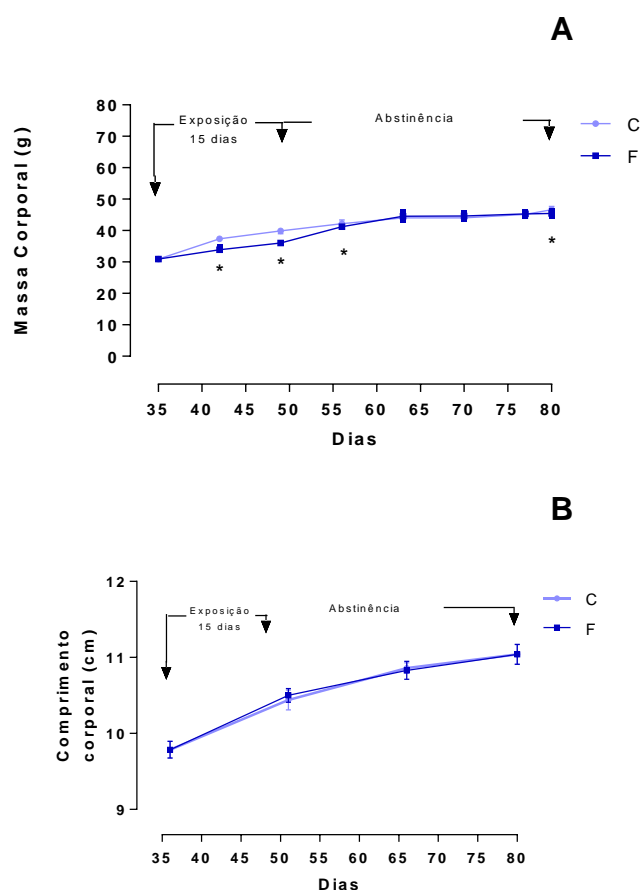 A
80
70
60
50
40
30
20
10
0
Massa Corporal (g)
Exposição
15 dias
Abstinência
C
F
*
*
*
*
35 40 45 50 55 60 65 70 75 80
Dias
B
12
11
10
9
Comprimento
corporal (cm)
Exposição
15 dias
Abstinência
C
F
35 40 45 50 55 60 65 70 75 80
Dias